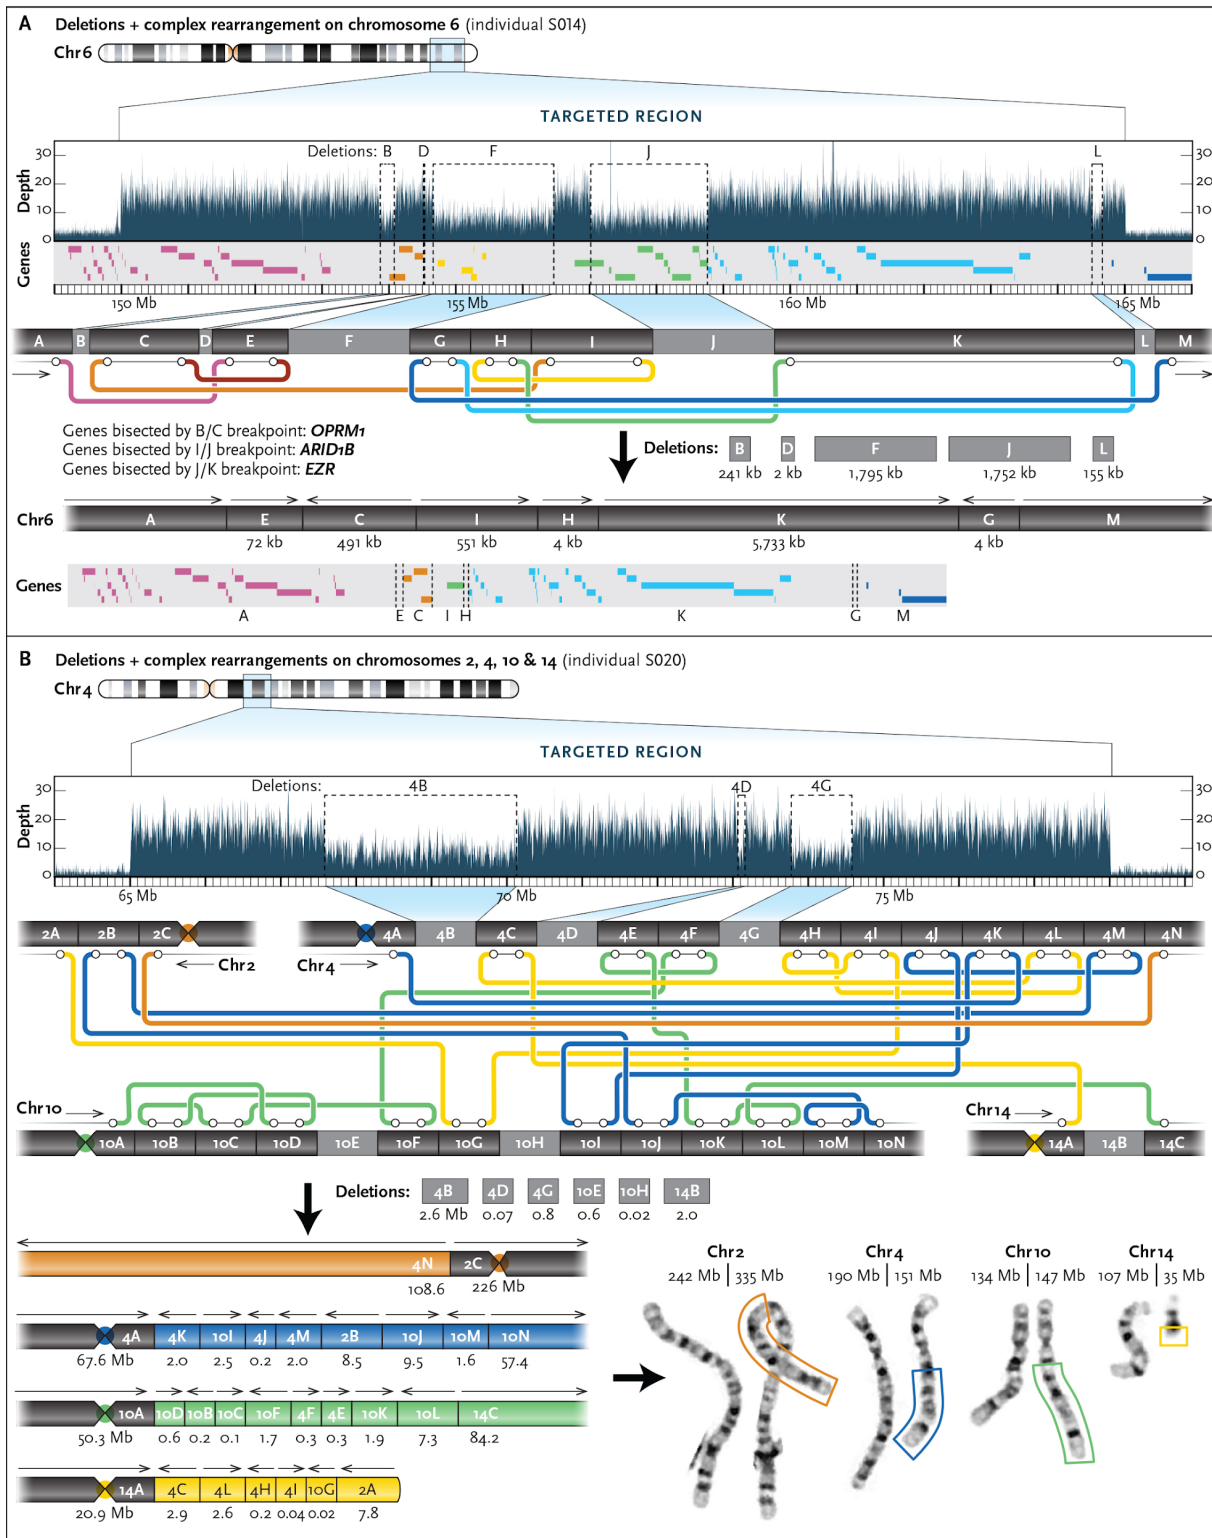 A Deletions + complex rearrangement on chromosome 6 (individual S014)
Chr6
TARGETED REGION
Deletions: B D F J L
Depth
30 20 10 0
30 20 10 0
Genes
150 Mb 155 Mb 160 Mb 165 Mb
A B C D E F G H I J K L M
Genes bisected by B/C breakpoint: OPRM1
Genes bisected by I/J breakpoint: ARID1B
Genes bisected by J/K breakpoint: EZR
Deletions: B D F J L
241 kb 2 kb 1,795 kb 1,752 kb 155 kb
Chr6 A E C I H K G M
72 kb 491 kb 551 kb 4 kb 5,733 kb 4 kb
Genes
A E C I H K G M
B Deletions + complex rearrangements on chromosomes 2, 4, 10 & 14 (individual S020)
Chr4
TARGETED REGION
Deletions: 4B 4D 4G
Depth
30 20 10 0
30 20 10 0
65 Mb 70 Mb 75 Mb
2A 2B 2C 4A 4B 4C 4D 4E 4F 4G 4H 4I 4J 4K 4L 4M 4N
Chr2 Chr4
Chr10 Chr14
10A 10B 10C 10D 10E 10F 10G 10H 10I 10J 10K 10L 10M 10N 14A 14B 14C
Deletions: 4B 4D 4G 10E 10H 14B
2.6 Mb 0.07 0.8 0.6 0.02 2.0
4N 2C
108.6 226 Mb
4A 4K 10I 4J 4M 2B 10J 10M 10N
67.6 Mb 2.0 2.5 0.2 2.0 8.5 9.5 1.6 57.4
10A 10D 10B 10C 10F 4F 4E 10K 10L 14C
50.3 Mb 0.6 0.2 0.1 1.7 0.3 0.3 1.9 7.3 84.2
14A 4C 4L 4H 4I 10G 2A
20.9 Mb 2.9 2.6 0.2 0.04 0.02 7.8
Chr2 Chr4 Chr10 Chr14
242 Mb 335 Mb 190 Mb 151 Mb 134 Mb 147 Mb 107 Mb 35 Mb